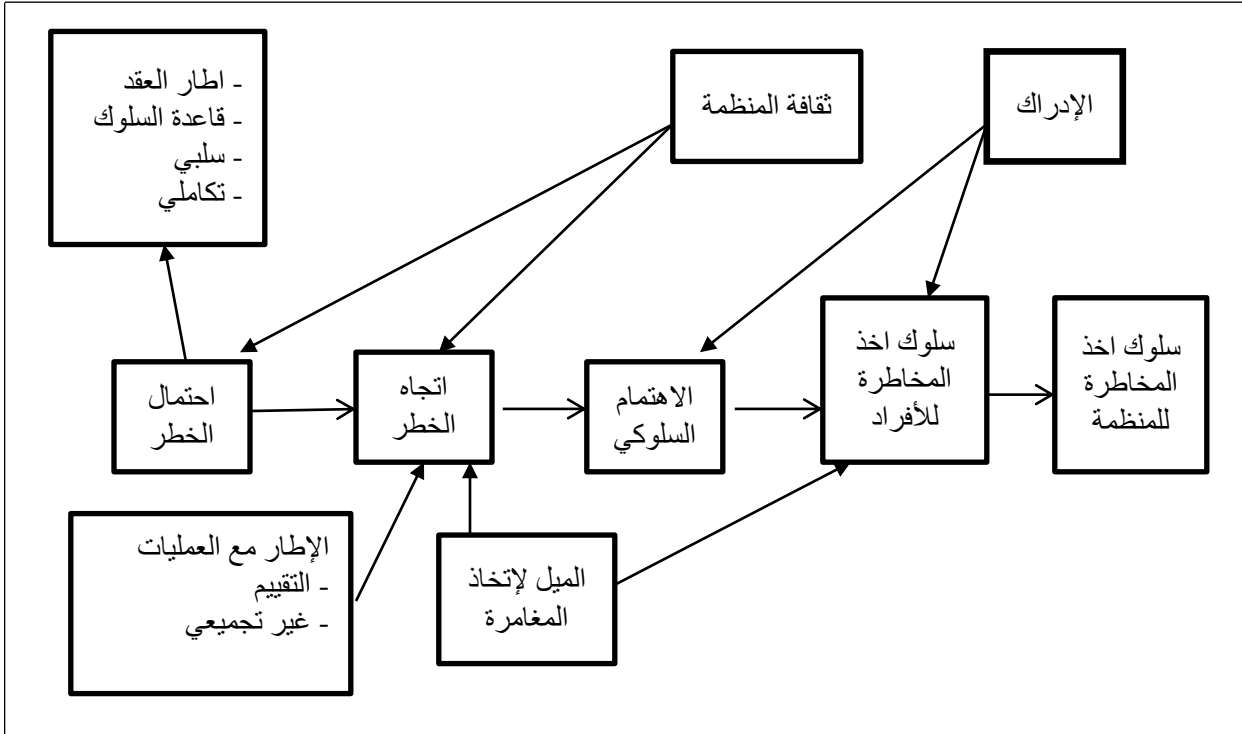 - اطار العقد
- قاعدة السلوك
- سلبي
- تكاملي
ثقافة المنظمة
الإدراك
احتمال
الخطر
اتجاه
الخطر
الاهتمام
السلوكي
سلوك اخذ
المخاطرة
للأفراد
سلوك اخذ
المخاطرة
للمنظمة
الإطار مع العمليات
- التقييم
- غير تجميعي
الميل لإتخاذ
المغامرة